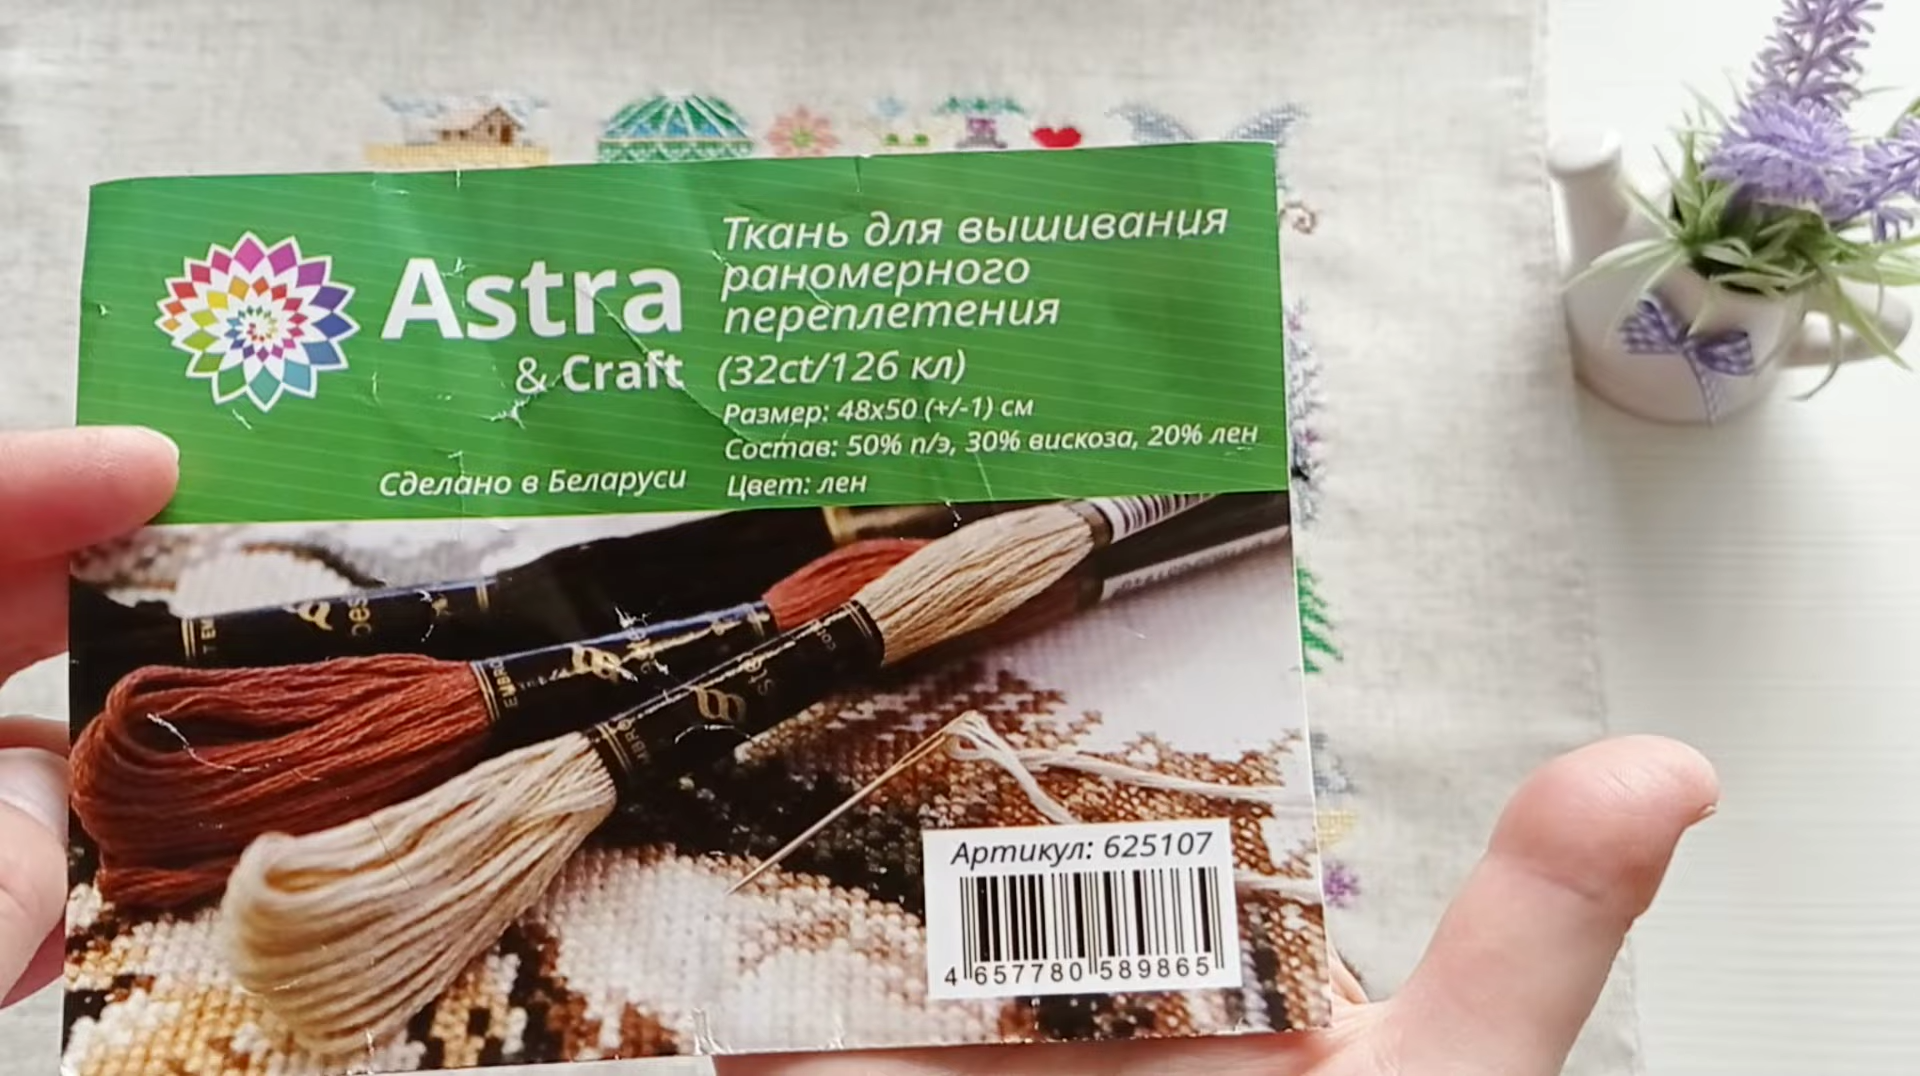 Astra
& Craft
Сделано в Беларуси
Ткань для вышивания
раномерного
переплетения
(32ct/126 кл)
Размер: 48х50 (+/-1) см
Состав: 50% п/э, 30% вискоза, 20% лен
Цвет: лен
Артикул: 625107
4 657780 589865